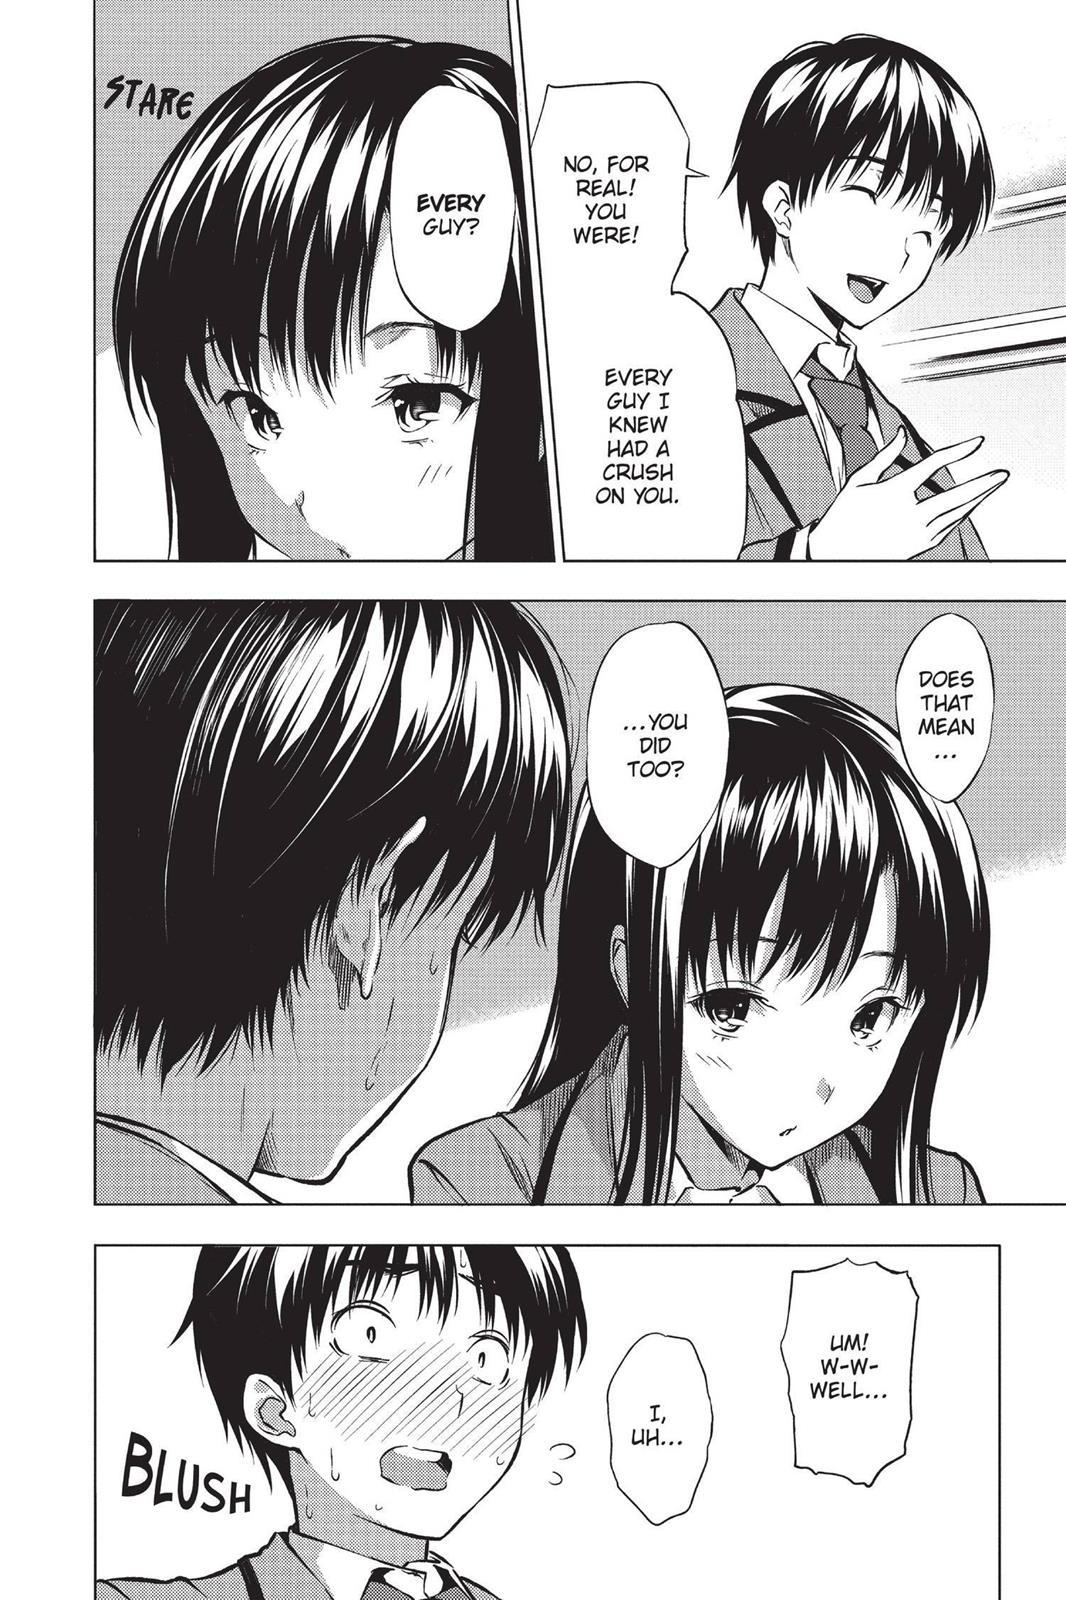 NO, FOR
REAL!
YOU
WERE!
EVERY
GUY I
KNEW
HAD A
CRUSH
ON YOU.
EVERY
GUY?
STARE
DOES
THAT
MEAN
...
...YOU
DID
TOO?
UM!
W-W-
WELL...
I,
UH...
BLUSH